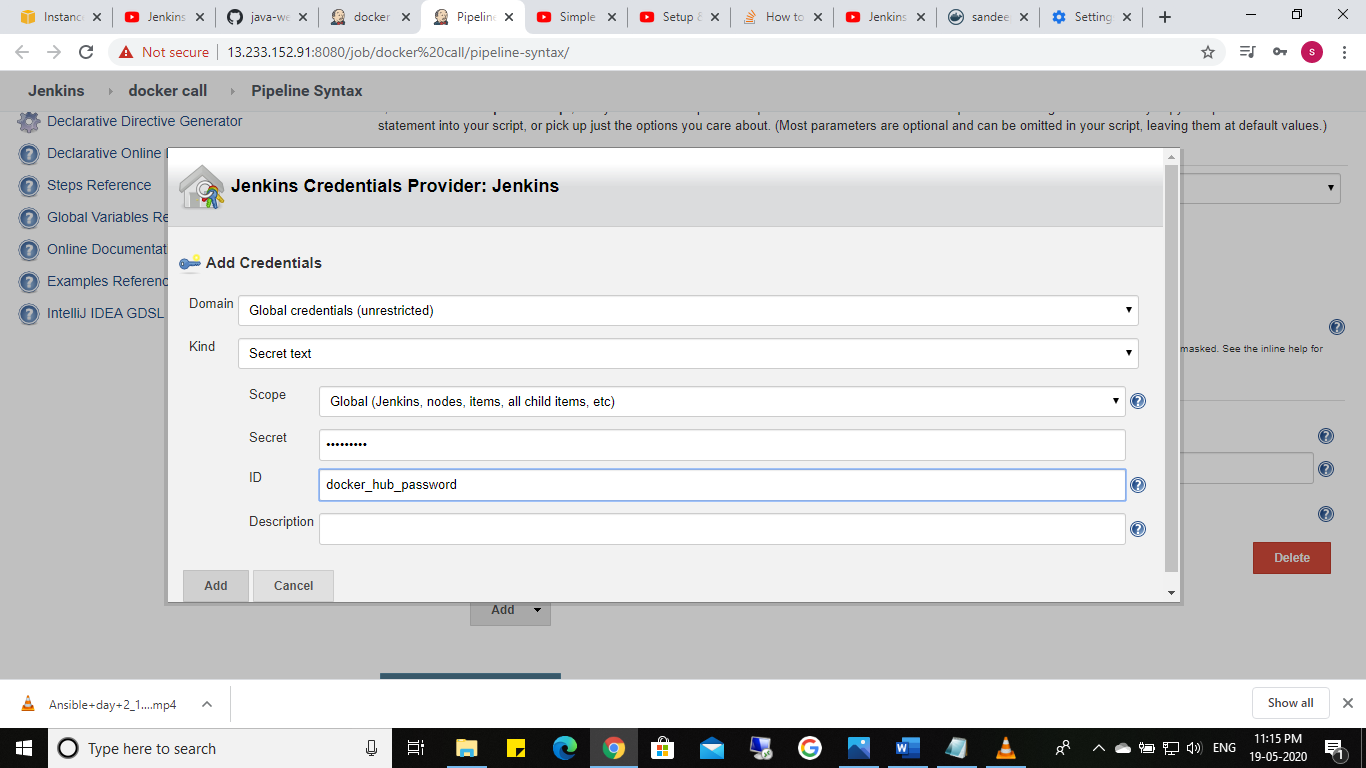 Instanc
Jenkins
java-we
docker
Pipeline
Simple
Setup &
How to
Jenkins
sandee
Setting
Not secure
13.233.152.91:8080/job/docker%20call/pipeline-syntax/
s
Jenkins
docker call
Pipeline Syntax
Declarative Directive Generator
statement into your script, or pick up just the options you care about. (Most parameters are optional and can be omitted in your script, leaving them at default values.)
Declarative Online
Steps Reference
Global Variables Re
Online Documentat
Examples Referenc
IntelliJ IDEA GDSL
Jenkins Credentials Provider: Jenkins
Add Credentials
Domain
Global credentials (unrestricted)
Kind
Secret text
masked. See the inline help for
Scope
Global (Jenkins, nodes, items, all child items, etc)
Secret
•••••••••
ID
docker_hub_password
Description
Delete
Add
Cancel
Add
Ansible+day+2_1....mp4
Show all
Type here to search
ENG
11:15 PM
19-05-2020
1